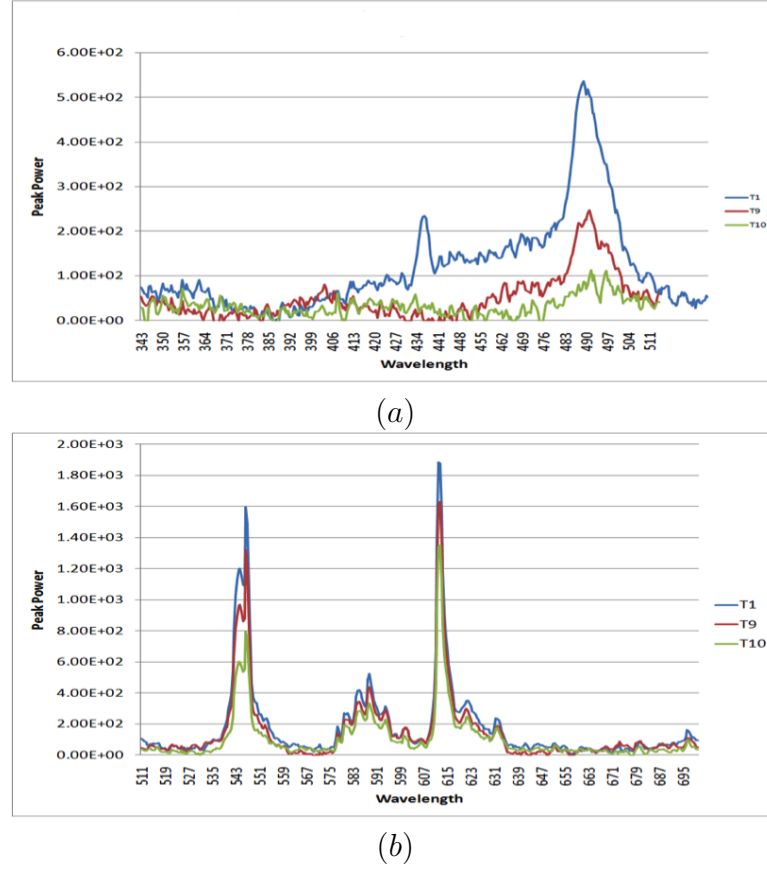 6.00E+02
5.00E+02
4.00E+02
3.00E+02
2.00E+02
1.00E+02
0.00E+00
Peak Power
343 350 357 364 371 378 385 392 399 406 413 420 427 434 441 448 455 462 469 476 483 490 497 504 511
Wavelength
T1
T9
T10
(a)
2.00E+03
1.80E+03
1.60E+03
1.40E+03
1.20E+03
1.00E+03
8.00E+02
6.00E+02
4.00E+02
2.00E+02
0.00E+00
Peak Power
511 519 527 535 545 551 559 567 575 583 591 599 607 615 623 631 639 647 655 663 671 679 687 695
Wavelength
T1
T9
T10
(b)